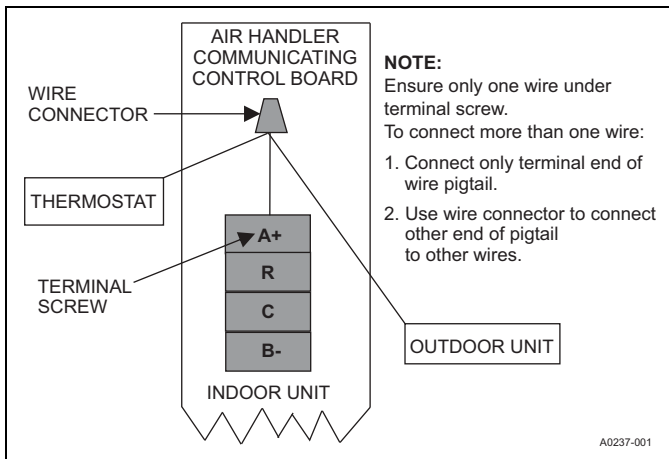 AIR HANDLER
COMMUNICATING
CONTROL BOARD
WIRE
CONNECTOR
THERMOSTAT
TERMINAL
SCREW
A+
R
C
B-
INDOOR UNIT
OUTDOOR UNIT
NOTE:
Ensure only one wire under
terminal screw.
To connect more than one wire:
1. Connect only terminal end of
wire pigtail.
2. Use wire connector to connect
other end of pigtail
to other wires.
A0237-001